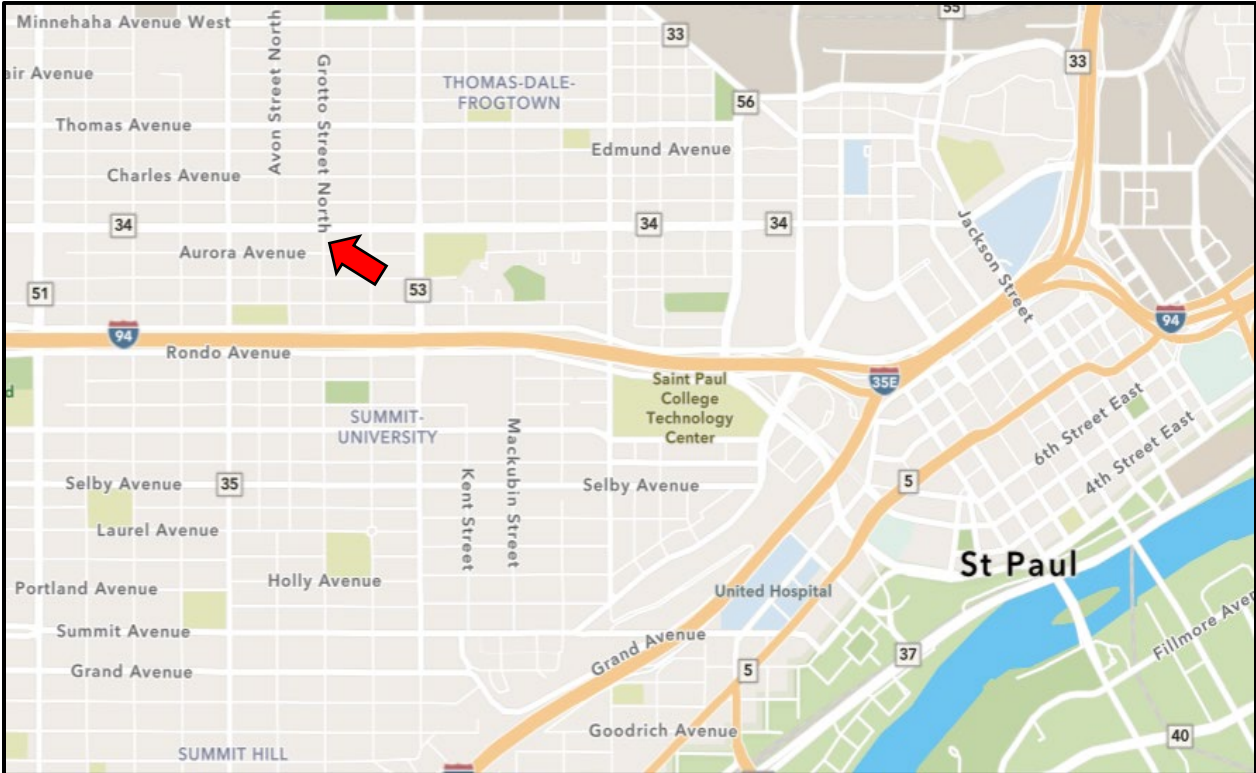 Minnehaha Avenue West
33
55
air Avenue
Avon Street North
Grotto Street North
THOMAS-DALE-
FROGTOWN
33
56
Thomas Avenue
Edmund Avenue
Charles Avenue
34
34
34
Aurora Avenue
Jackson Street
51
53
94
94
Rondo Avenue
35E
Saint Paul
College
Technology
Center
d
SUMMIT-
UNIVERSITY
Mackubin Street
Kent Street
6th Street East
4th Street East
Selby Avenue
35
Selby Avenue
5
Laurel Avenue
St Paul
Holly Avenue
Portland Avenue
United Hospital
Summit Avenue
Grand Avenue
Fillmore Aven
37
Grand Avenue
5
Goodrich Avenue
40
SUMMIT HILL